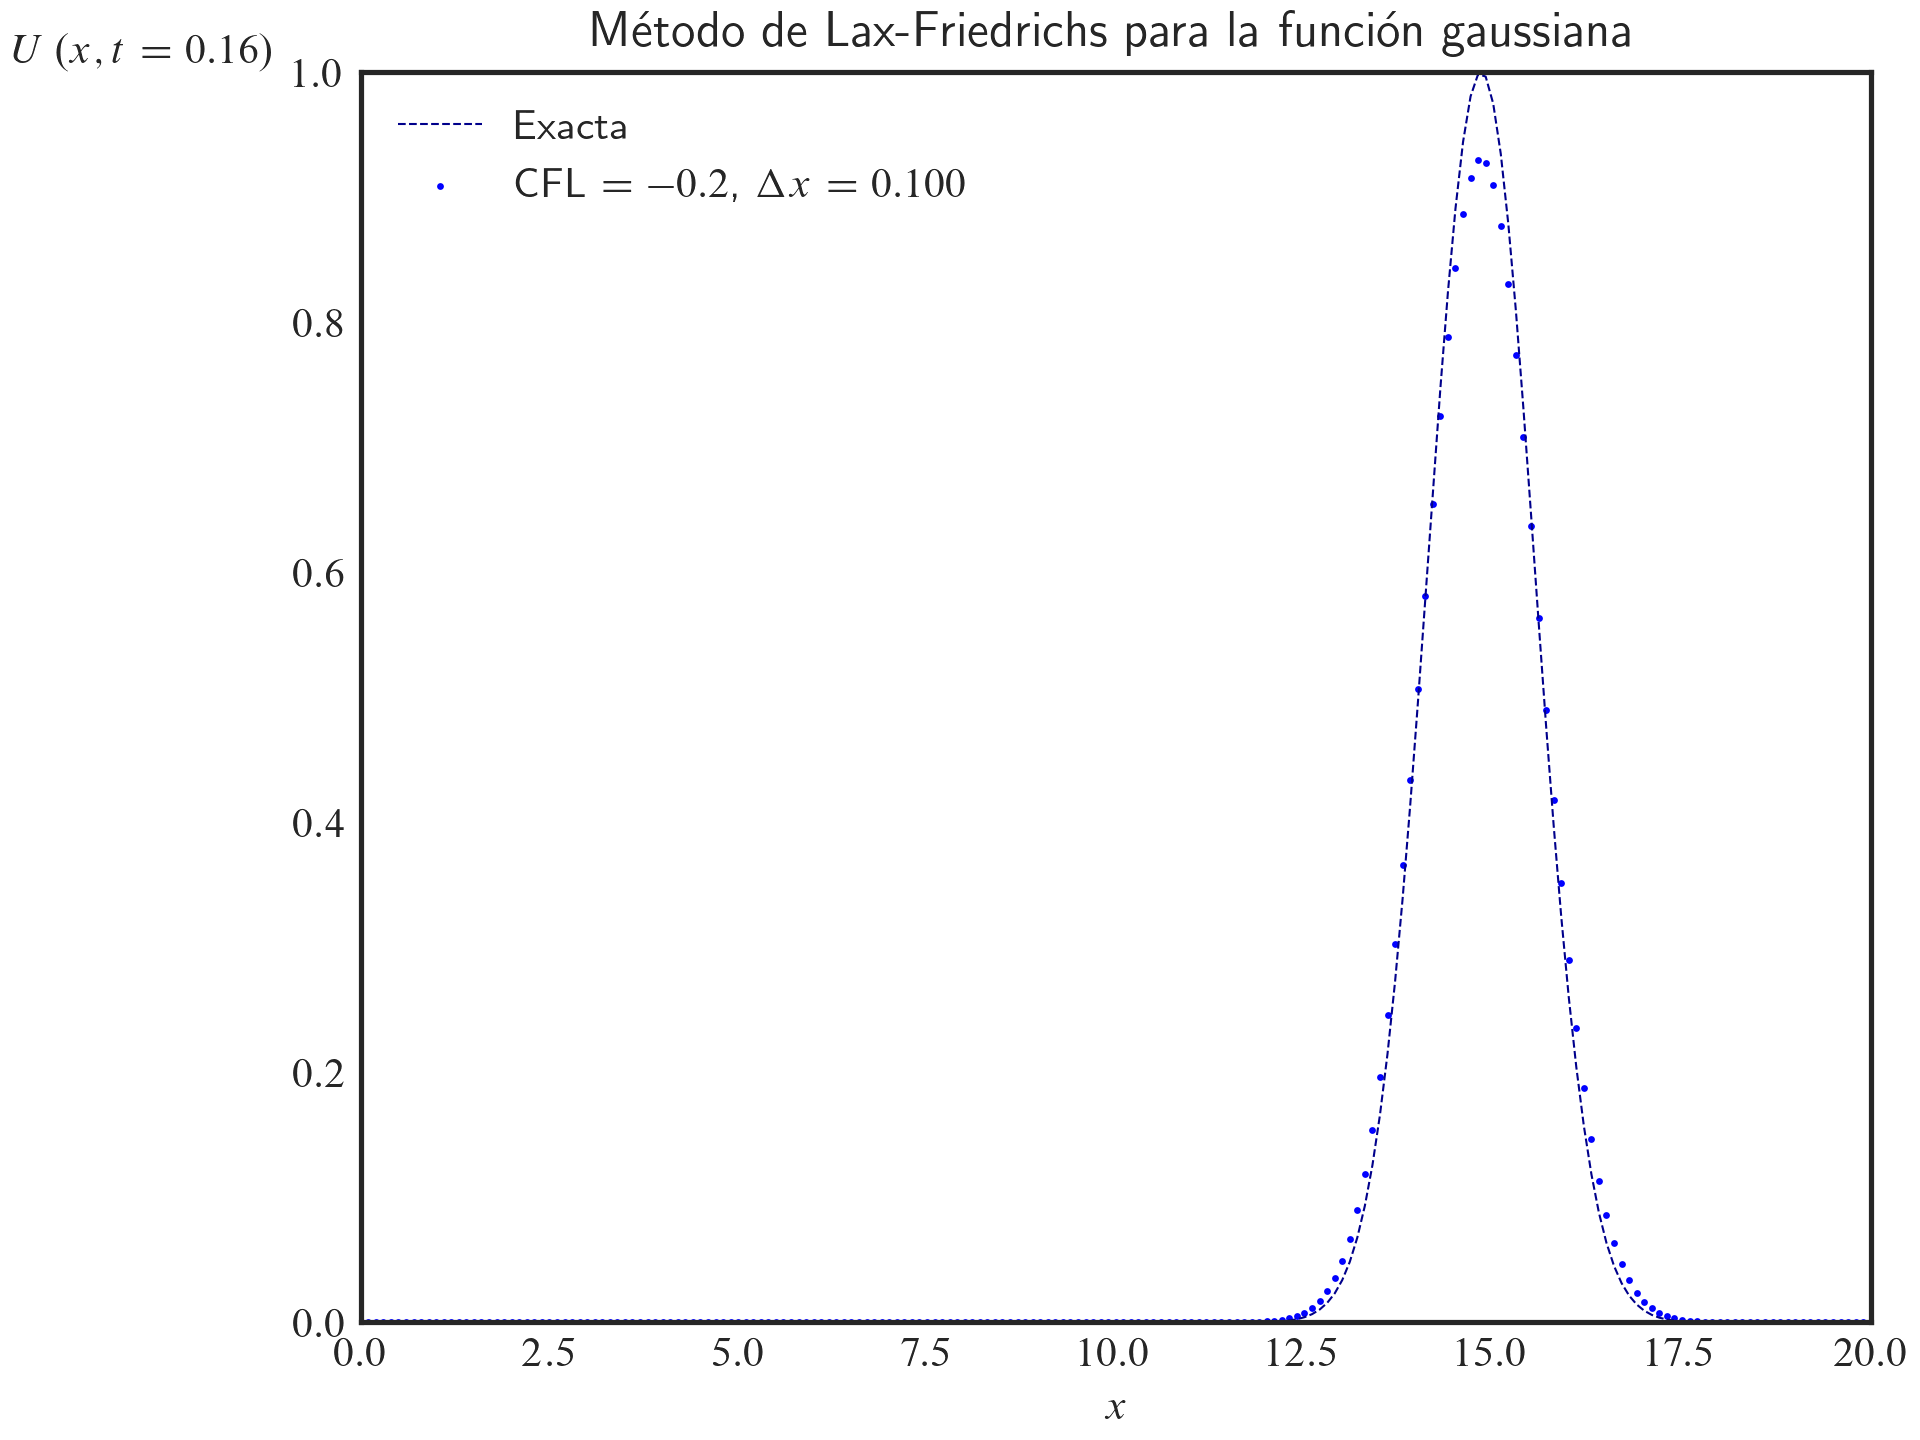 Método de Lax-Friedrichs para la función gaussiana
U (x, t = 0.16)
Exacta
CFL = −0.2, Δx = 0.100
1.0
0.8
0.6
0.4
0.2
0.0
0.0 2.5 5.0 7.5 10.0 12.5 15.0 17.5 20.0
x